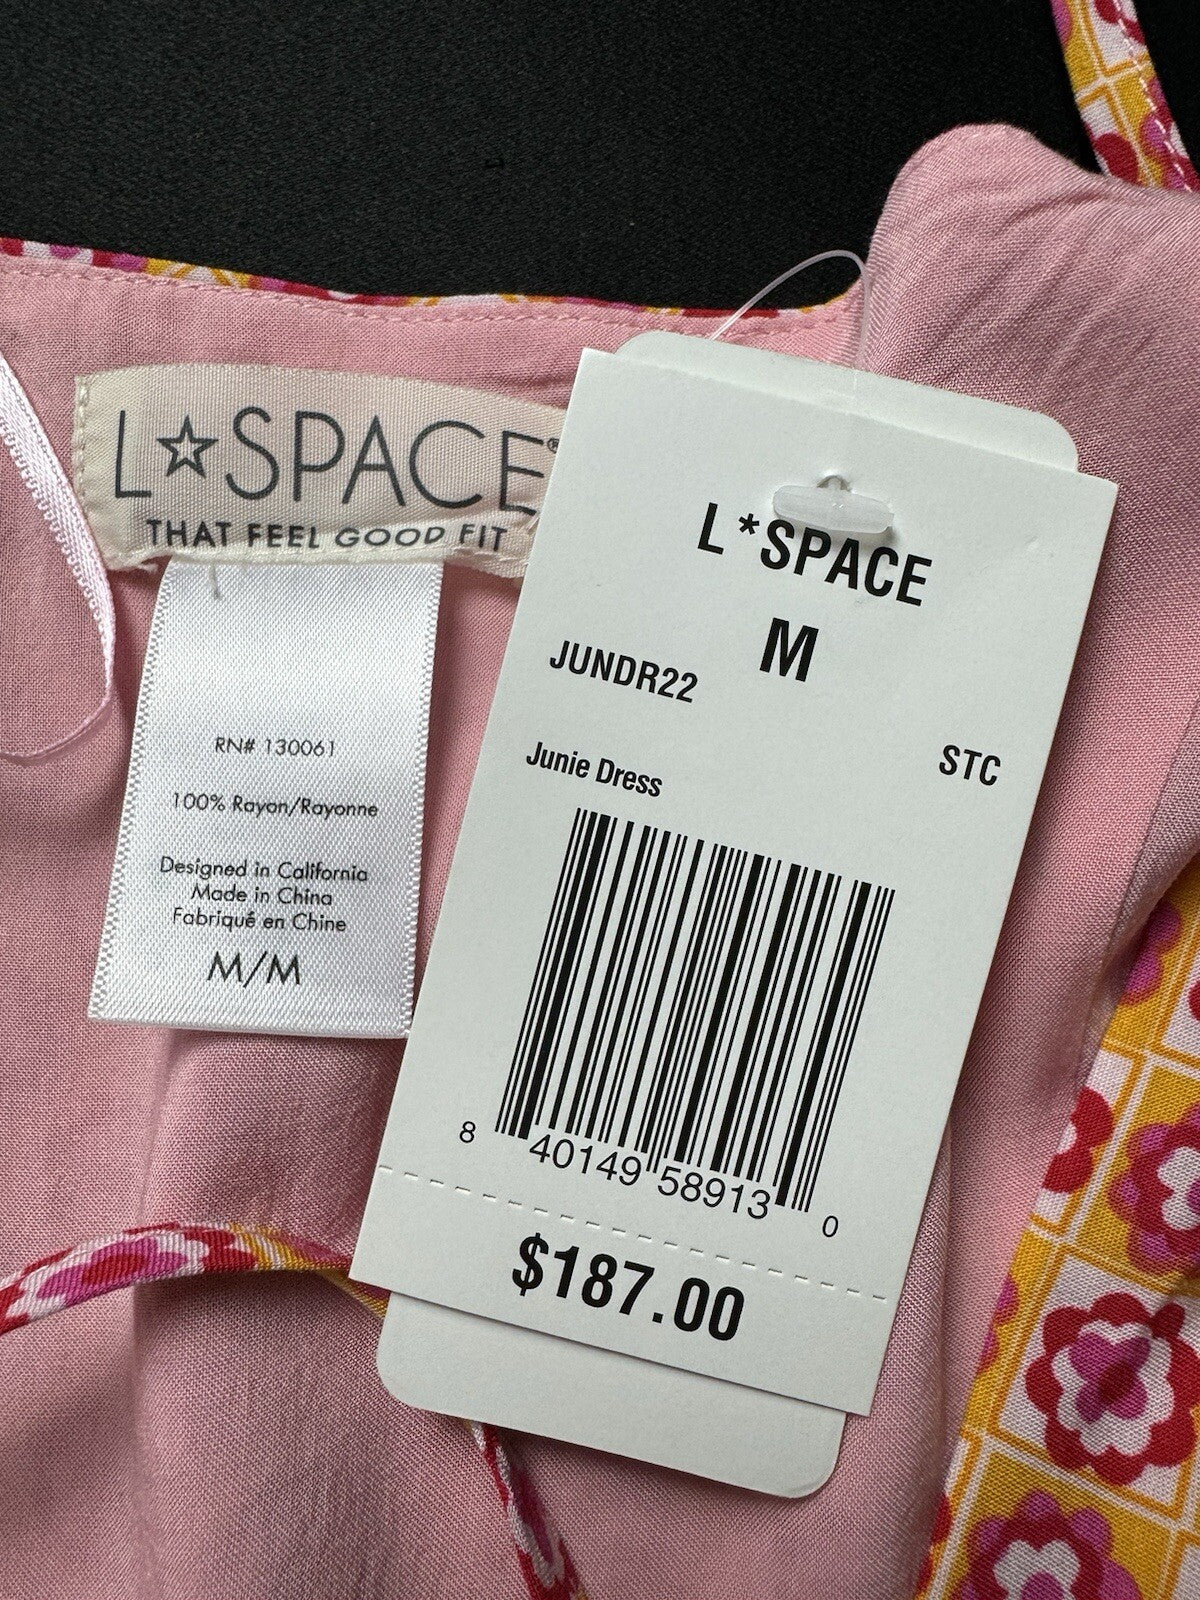 L☆SPACE®
THAT FEEL GOOD FIT
RN# 130061
100% Rayon/Rayonne
Designed in California
Made in China
Fabriqué en Chine
M/M
L*SPACE
M
JUNDR22
STC
Junie Dress
8 40149 58913 0
$187.00